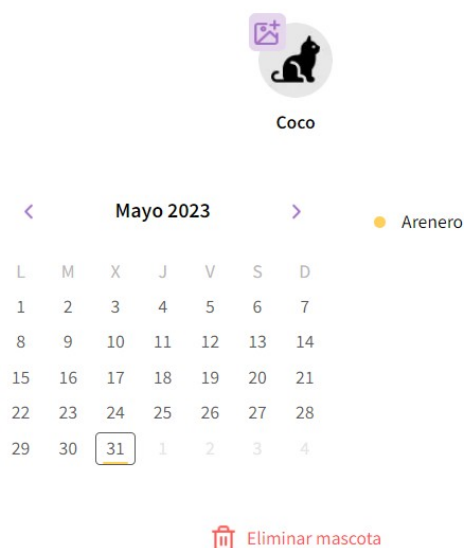 Coco
Mayo 2023
Arenero
L M X J V S D
1 2 3 4 5 6 7
8 9 10 11 12 13 14
15 16 17 18 19 20 21
22 23 24 25 26 27 28
29 30 31 1 2 3 4
Eliminar mascota